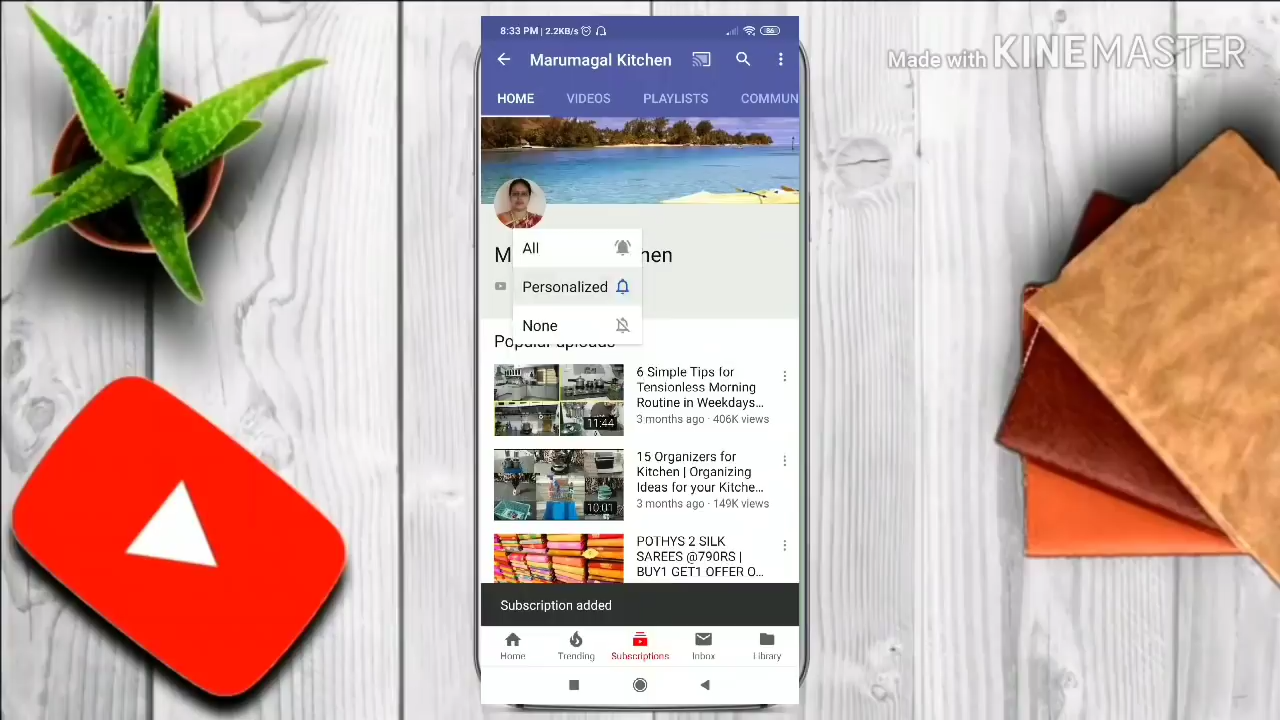 8:33 PM | 2.2KB/s
86
Made with KINEMASTER
Marumagal Kitchen
HOME VIDEOS PLAYLISTS COMMUN
All
Personalized
None
6 Simple Tips for
Tensionless Morning
Routine in Weekdays...
3 months ago · 406K views
11:44
15 Organizers for
Kitchen | Organizing
Ideas for your Kitche...
3 months ago · 149K views
10:01
POTHYS 2 SILK
SAREES @790RS |
BUY1 GET1 OFFER O...
Subscription added
Home Trending Subscriptions Inbox Library